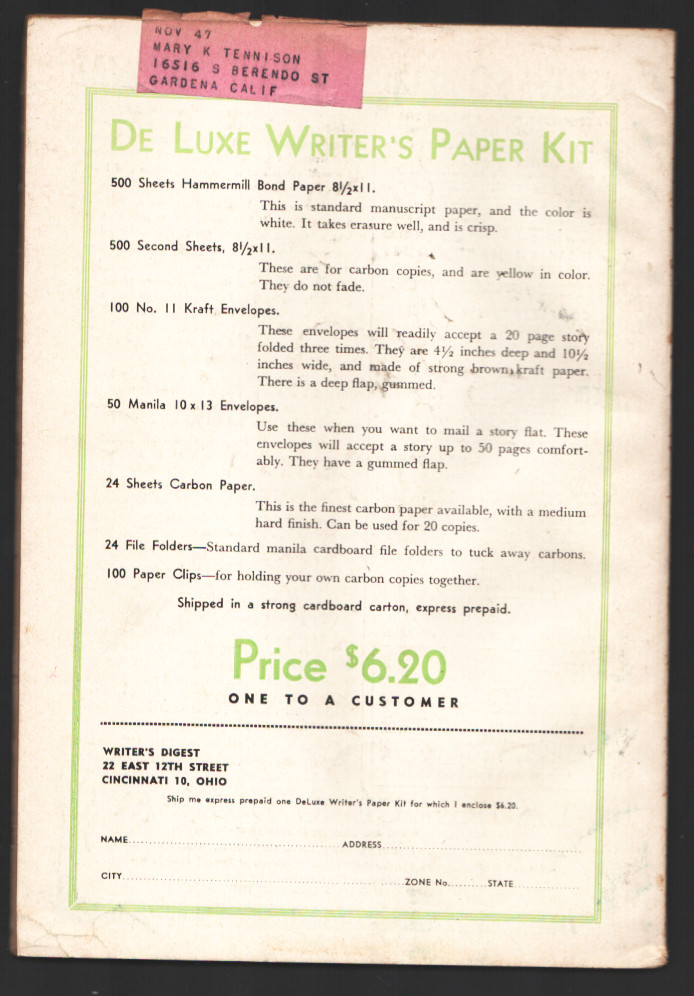 NOV 47
MARY K TENNISON
16516 S BERENDO ST
GARDENA CALIF
DE LUXE WRITER'S PAPER KIT
500 Sheets Hammermill Bond Paper 8½x11.
This is standard manuscript paper, and the color is
white. It takes erasure well, and is crisp.
500 Second Sheets, 8½x11.
These are for carbon copies, and are yellow in color.
They do not fade.
100 No. 11 Kraft Envelopes.
These envelopes will readily accept a 20 page story
folded three times. They are 4½ inches deep and 10½
inches wide, and made of strong brown, kraft paper.
There is a deep flap, gummed.
50 Manila 10 x 13 Envelopes.
Use these when you want to mail a story flat. These
envelopes will accept a story up to 50 pages comfort-
ably. They have a gummed flap.
24 Sheets Carbon Paper.
This is the finest carbon paper available, with a medium
hard finish. Can be used for 20 copies.
24 File Folders—Standard manila cardboard file folders to tuck away carbons.
100 Paper Clips—for holding your own carbon copies together.
Shipped in a strong cardboard carton, express prepaid.
Price $6.20
ONE TO A CUSTOMER
WRITER'S DIGEST
22 EAST 12TH STREET
CINCINNATI 10, OHIO
Ship me express prepaid one DeLuxe Writer's Paper Kit for which I enclose $6.20.
NAME ADDRESS
CITY ZONE No. STATE